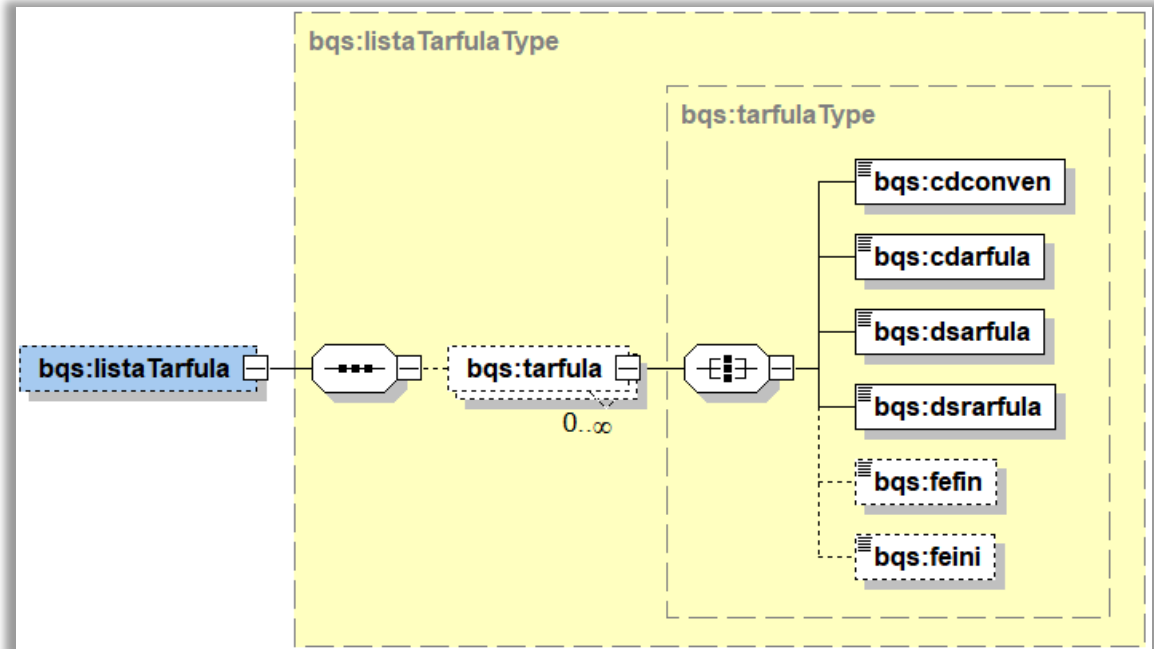 bqs:listaTarfulaType
bqs:tarfulaType
bqs:cdconven
bqs:cdarfula
bqs:dsarfula
bqs:listaTarfula
bqs:tarfula
0..∞
bqs:dsrarfula
bqs:fefin
bqs:feini